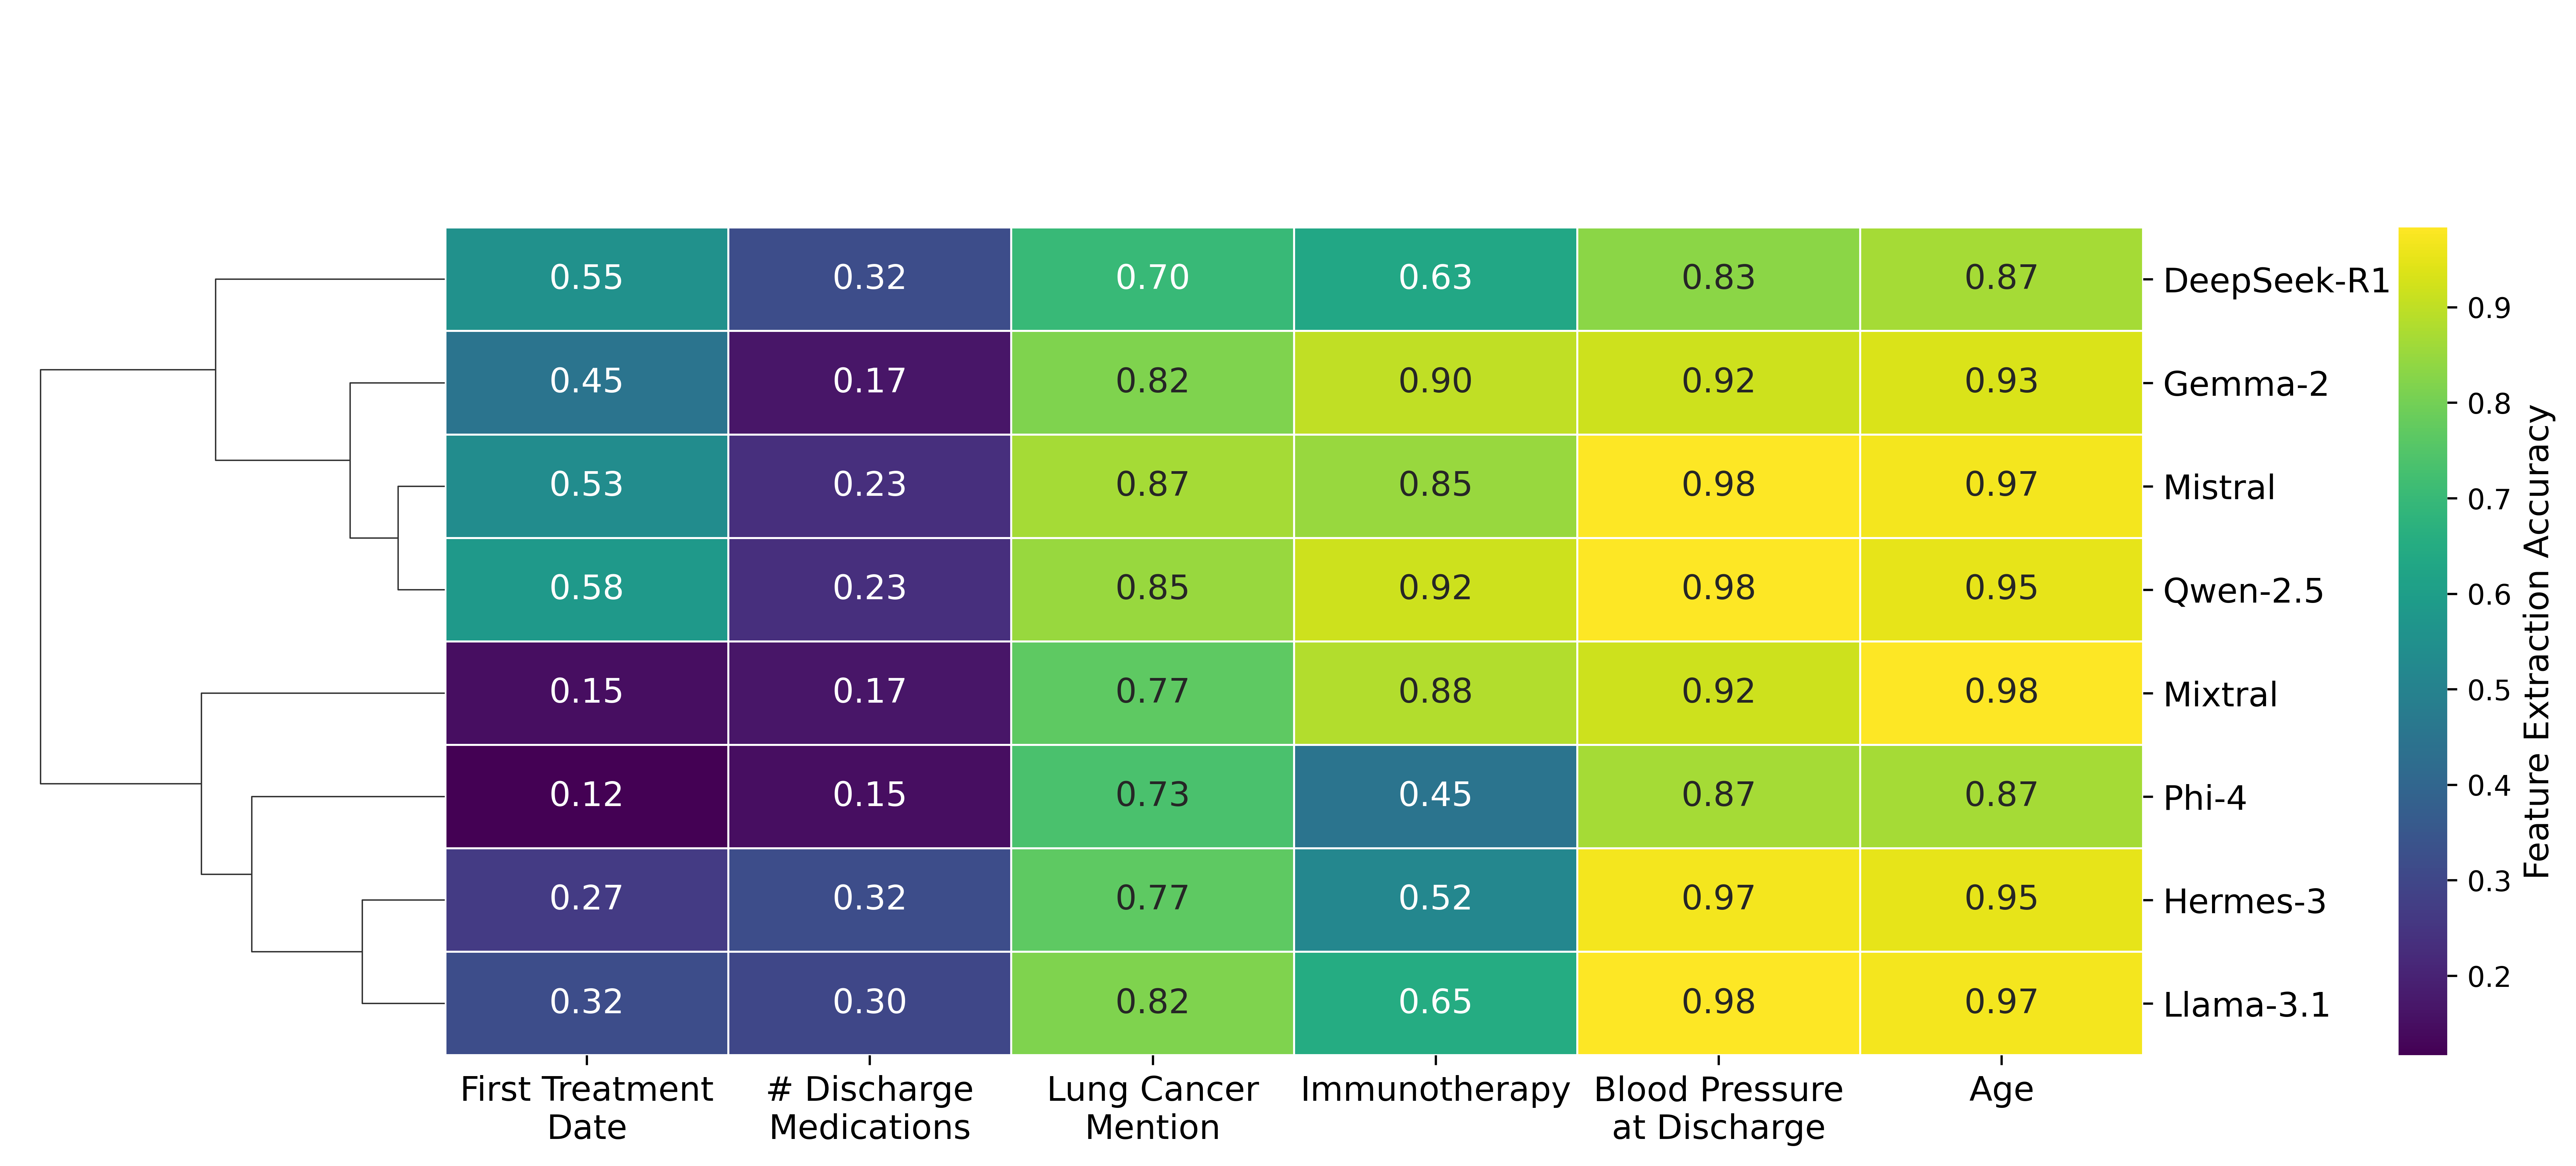 0.55 0.32 0.70 0.63 0.83 0.87 DeepSeek-R1
0.45 0.17 0.82 0.90 0.92 0.93 Gemma-2
0.53 0.23 0.87 0.85 0.98 0.97 Mistral
0.58 0.23 0.85 0.92 0.98 0.95 Qwen-2.5
0.15 0.17 0.77 0.88 0.92 0.98 Mixtral
0.12 0.15 0.73 0.45 0.87 0.87 Phi-4
0.27 0.32 0.77 0.52 0.97 0.95 Hermes-3
0.32 0.30 0.82 0.65 0.98 0.97 Llama-3.1
First Treatment
Date
# Discharge
Medications
Lung Cancer
Mention
Immunotherapy
Blood Pressure
at Discharge
Age
0.9
0.8
0.7
0.6
0.5
0.4
0.3
0.2
Feature Extraction Accuracy